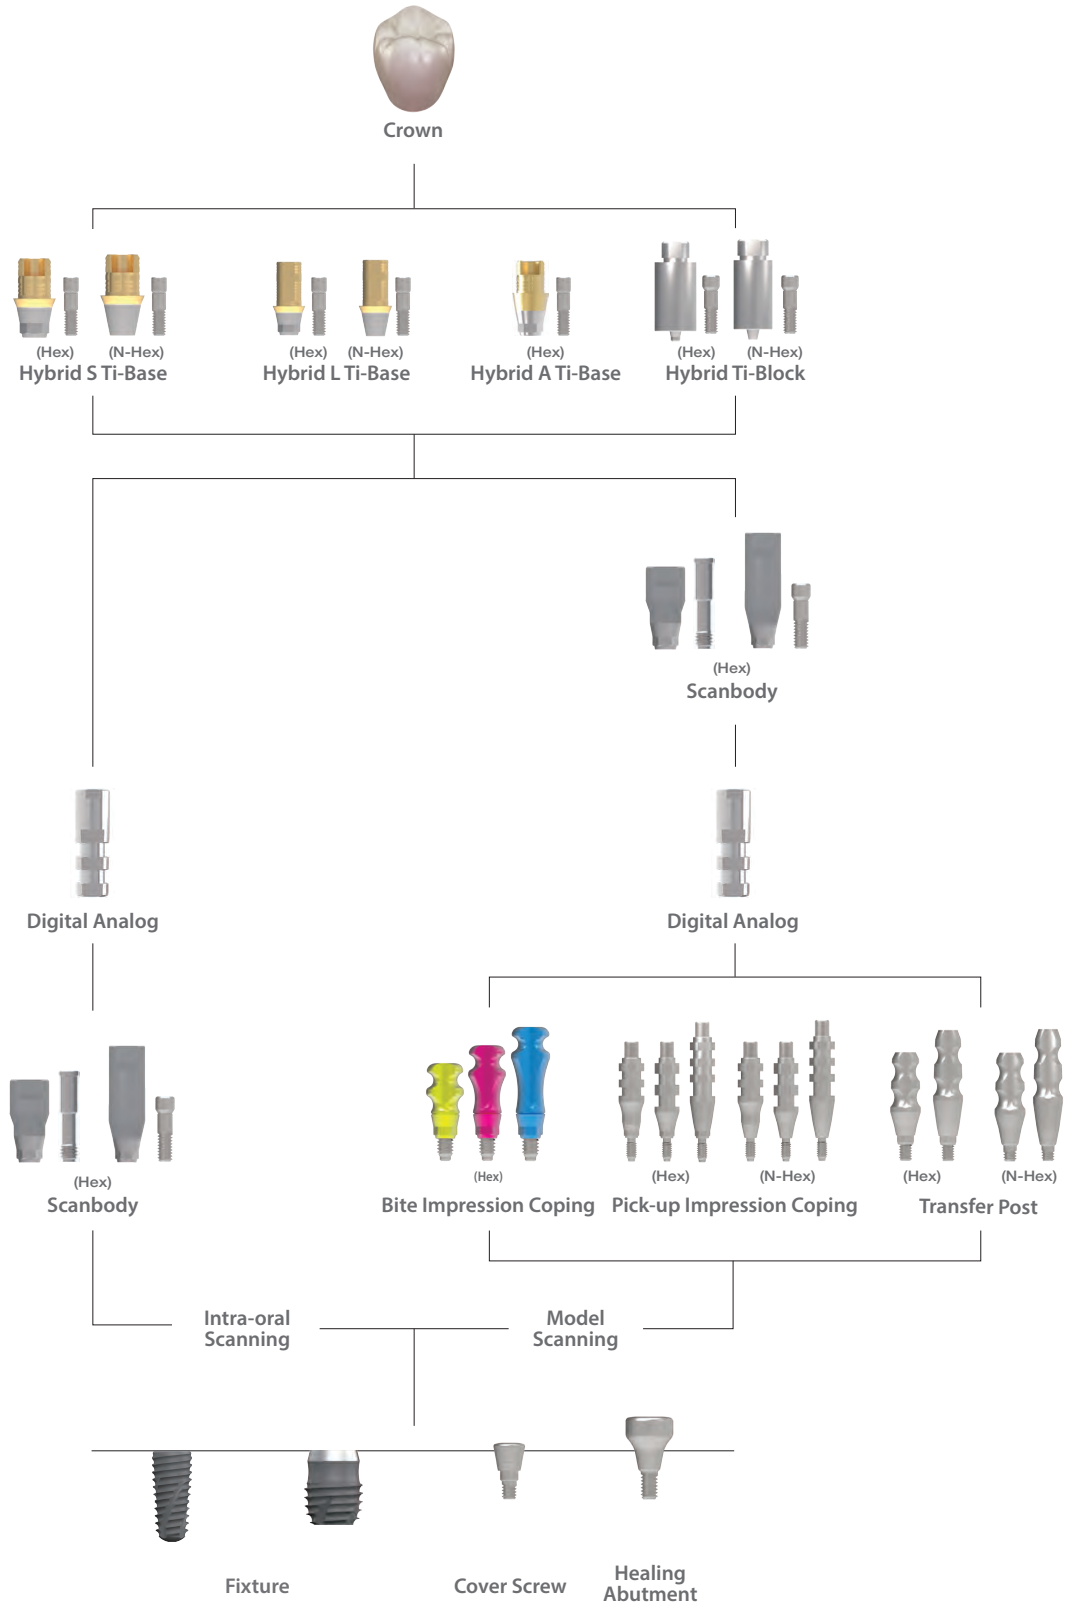 Crown
(Hex) (N-Hex) (Hex) (N-Hex) (Hex) (Hex) (N-Hex)
Hybrid S Ti-Base Hybrid L Ti-Base Hybrid A Ti-Base Hybrid Ti-Block
(Hex)
Scanbody
Digital Analog Digital Analog
(Hex) (Hex) (N-Hex) (Hex) (N-Hex)
Bite Impression Coping Pick-up Impression Coping Transfer Post
(Hex)
Scanbody
Intra-oral
Scanning
Model
Scanning
Fixture
Cover Screw
Healing
Abutment